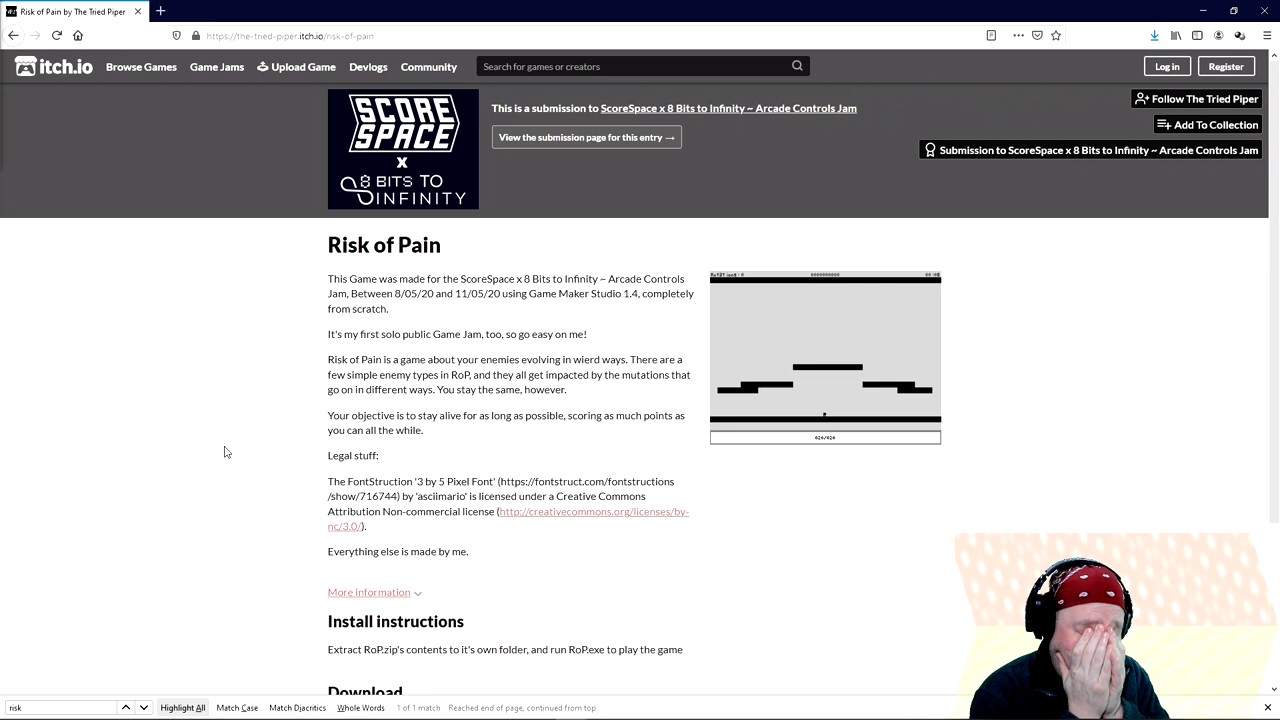 Risk of Pain by The Tried Piper
https://the-tried-piper.itch.io/risk-of-pain
itch.io Browse Games Game Jams Upload Game Devlogs Community Search for games or creators Log in Register
SCORE
SPACE
X
8 BITS TO
INFINITY
This is a submission to ScoreSpace x 8 Bits to Infinity ~ Arcade Controls Jam
View the submission page for this entry →
Follow The Tried Piper
Add To Collection
Submission to ScoreSpace x 8 Bits to Infinity ~ Arcade Controls Jam
Risk of Pain
This Game was made for the ScoreSpace x 8 Bits to Infinity ~ Arcade Controls
Jam, Between 8/05/20 and 11/05/20 using Game Maker Studio 1.4, completely
from scratch.
It's my first solo public Game Jam, too, so go easy on me!
Risk of Pain is a game about your enemies evolving in wierd ways. There are a
few simple enemy types in RoP, and they all get impacted by the mutations that
go on in different ways. You stay the same, however.
Your objective is to stay alive for as long as possible, scoring as much points as
you can all the while.
Legal stuff:
The FontStruction '3 by 5 Pixel Font' (https://fontstruct.com/fontstructions
/show/716744) by 'asciimario' is licensed under a Creative Commons
Attribution Non-commercial license (http://creativecommons.org/licenses/by-
nc/3.0/).
Everything else is made by me.
More information
Install instructions
Extract RoP.zip's contents to it's own folder, and run RoP.exe to play the game
Download
risk Highlight All Match Case Match Diacritics Whole Words 1 of 1 match Reached end of page, continued from top